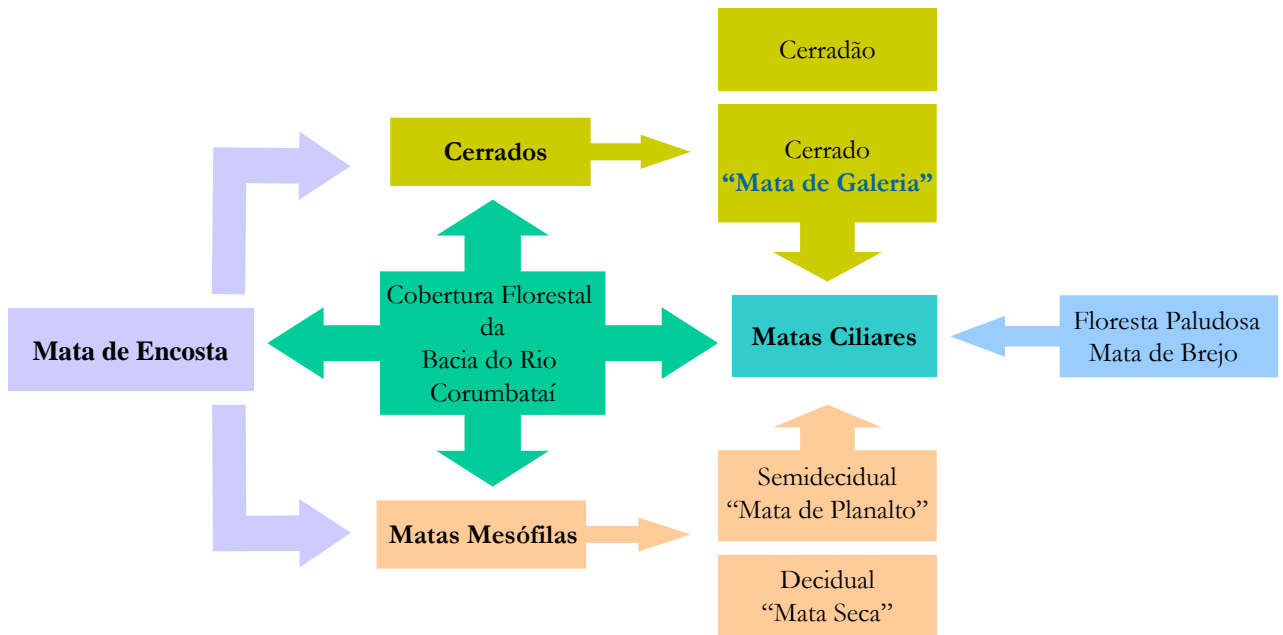 Cerradão
Cerrados
Cerrado
“Mata de Galeria”
Cobertura Florestal
da
Bacia do Rio
Corumbataí
Mata de Encosta
Matas Ciliares
Floresta Paludosa
Mata de Brejo
Matas Mesófilas
Semidecidual
“Mata de Planalto”
Decidual
“Mata Seca”